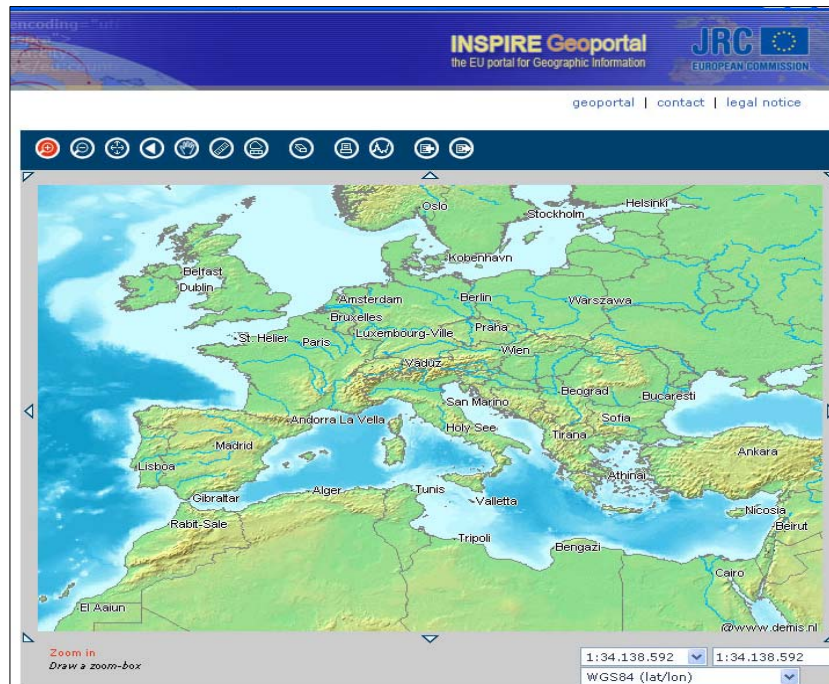 encoding="ut
INSPIRE Geoportal
the EU portal for Geographic Information
JRC
EUROPEAN COMMISSION
geoportal | contact | legal notice
Oslo
Helsinki
Stockholm
Belfast
Kobenhavn
Dublin
Amsterdam
Berlin
Warszawa
Bruxelles
St. Helier
Paris
Luxembourg-Ville
Praha
Wien
Vaduz
Beograd
Bucaresti
San Marino
Andorra La Vella
Sofia
Holy See
Tirana
Madrid
Ankara
Lisboa
Athinai
Gibraltar
Alger
Tunis
Valletta
Nicosia
Rabit-Sale
Beirut
Tripoli
Bengazi
Cairo
El Aaiun
@www.demis.nl
Zoom in
Draw a zoom-box
1:34.138.592 1:34.138.592
WGS84 (lat/lon)